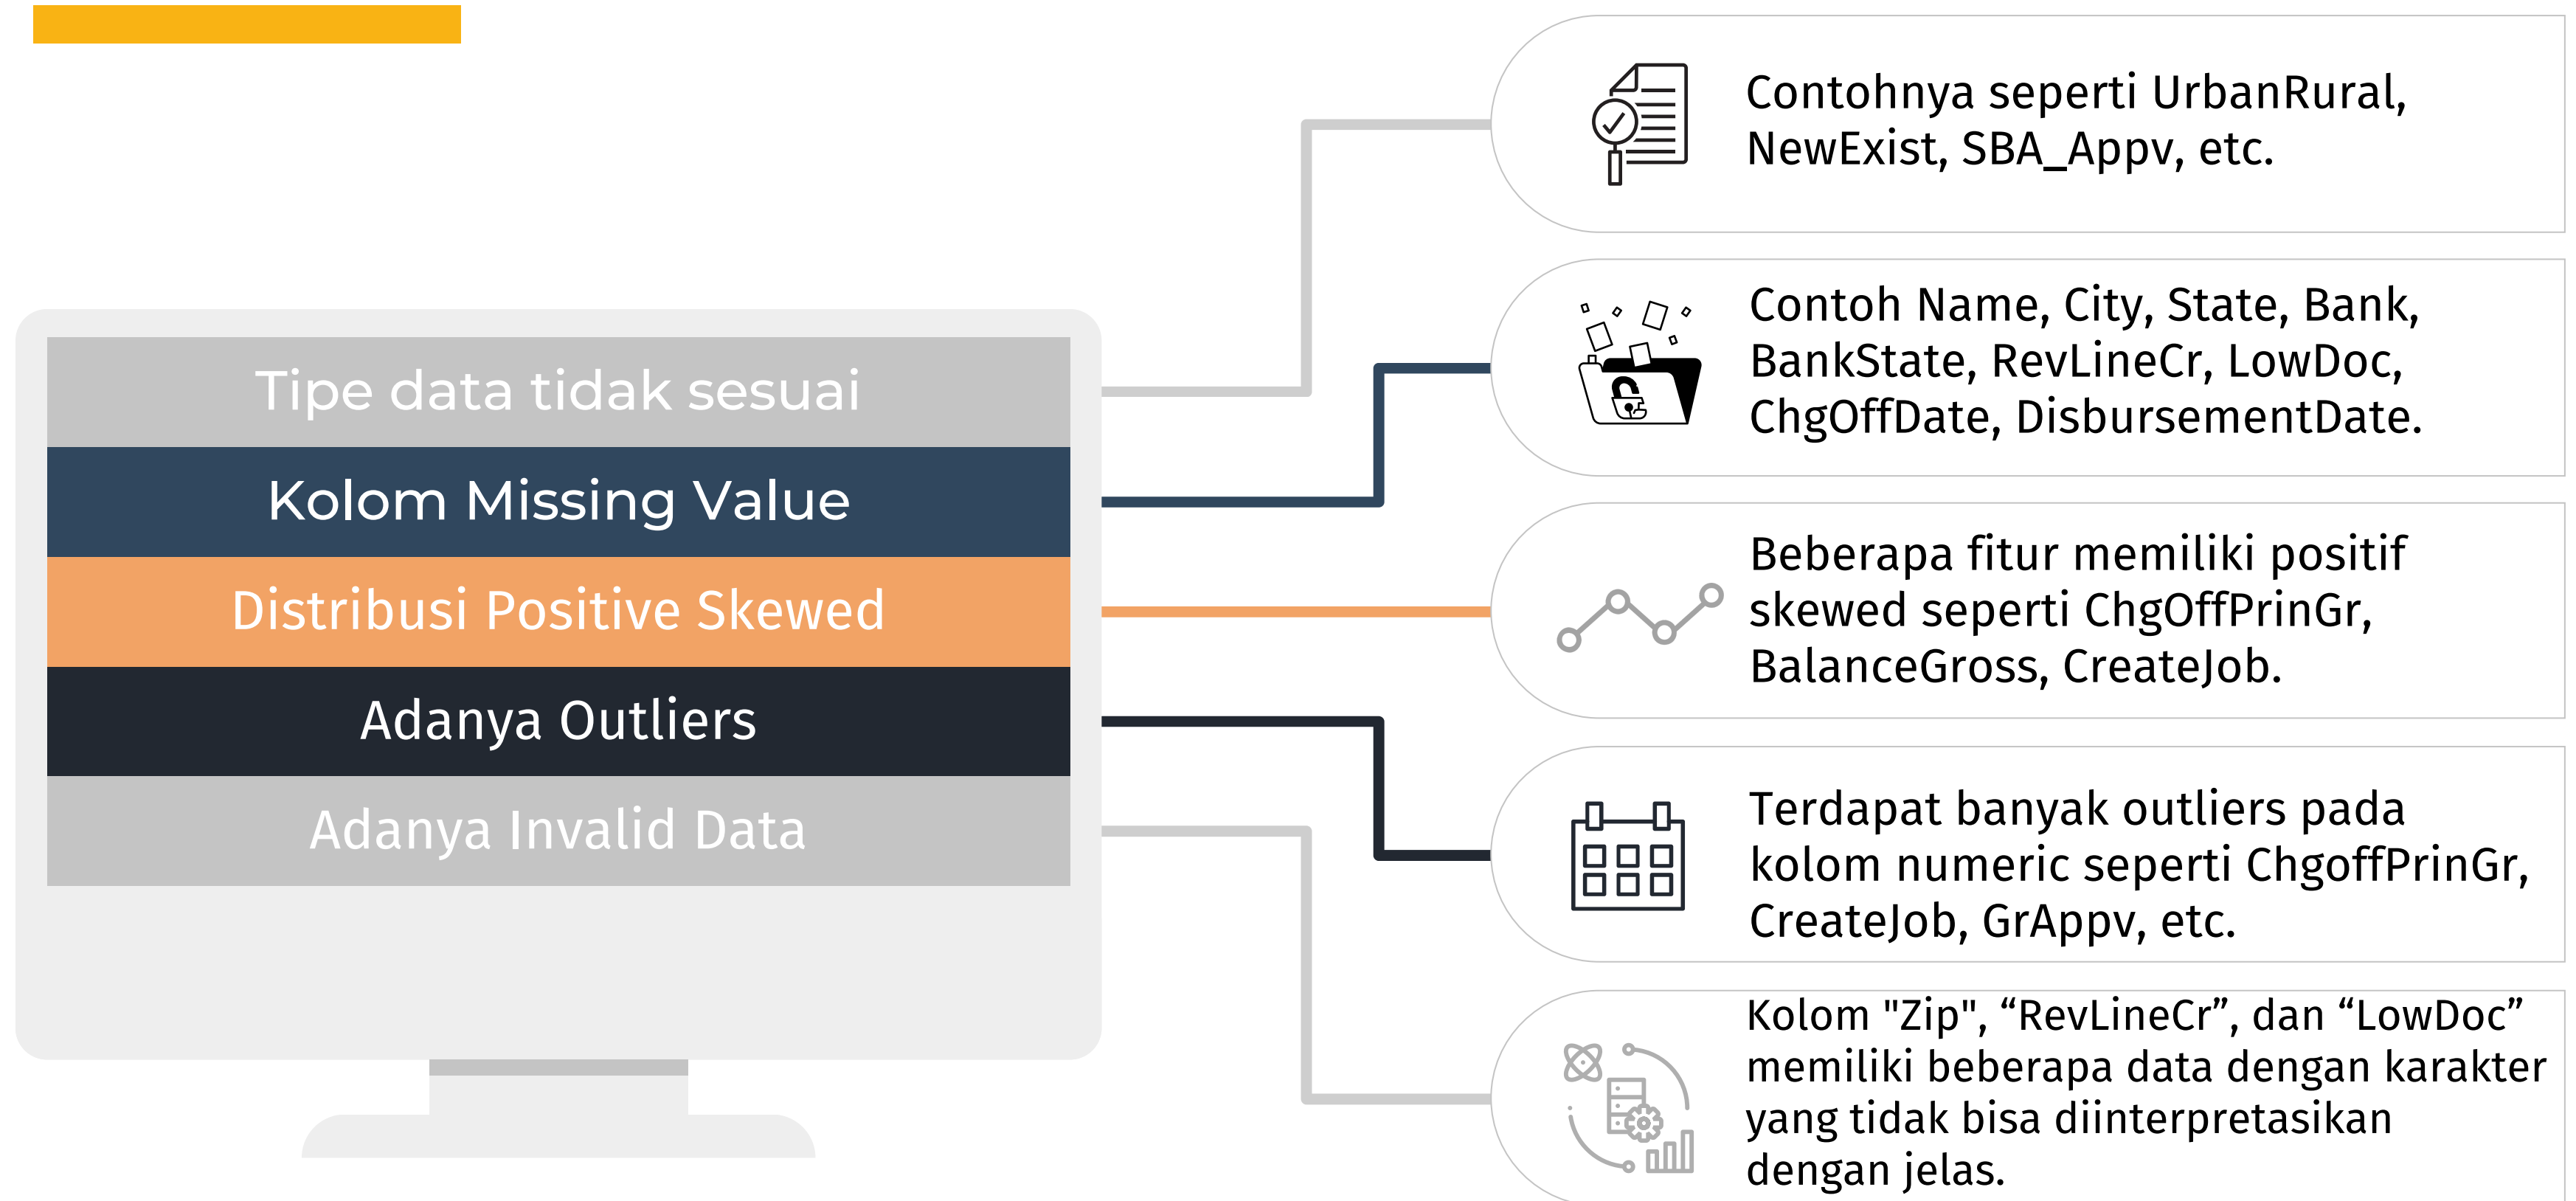 Tipe data tidak sesuai
Kolom Missing Value
Distribusi Positive Skewed
Adanya Outliers
Adanya Invalid Data
Contohnya seperti UrbanRural,
NewExist, SBA_Appv, etc.
Contoh Name, City, State, Bank,
BankState, RevLineCr, LowDoc,
ChgOffDate, DisbursementDate.
Beberapa fitur memiliki positif
skewed seperti ChgOffPrinGr,
BalanceGross, CreateJob.
Terdapat banyak outliers pada
kolom numeric seperti ChgoffPrinGr,
CreateJob, GrAppv, etc.
Kolom "Zip", “RevLineCr”, dan “LowDoc”
memiliki beberapa data dengan karakter
yang tidak bisa diinterpretasikan
dengan jelas.